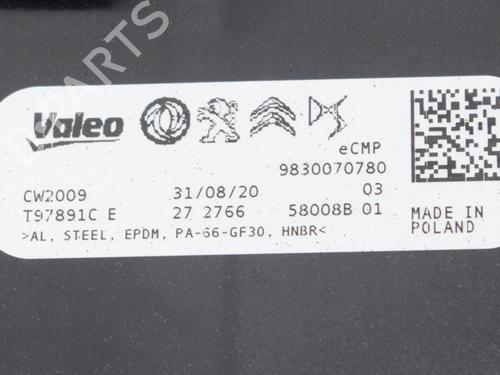 B-PARTS
Valeo
eCMP
9830070780
CW2009 31/08/20 03
T97891C E 27 2766 58008B 01
>AL, STEEL, EPDM, PA-66-GF30, HNBR<
MADE IN
POLAND